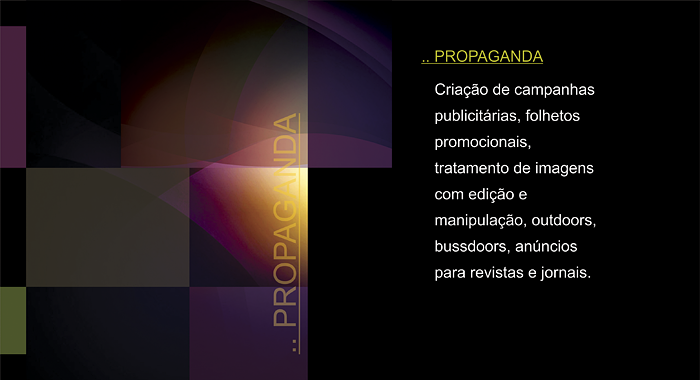 .. PROPAGANDA
.. PROPAGANDA
Criação de campanhas
publicitárias, folhetos
promocionais,
tratamento de imagens
com edição e
manipulação, outdoors,
bussdoors, anúncios
para revistas e jornais.